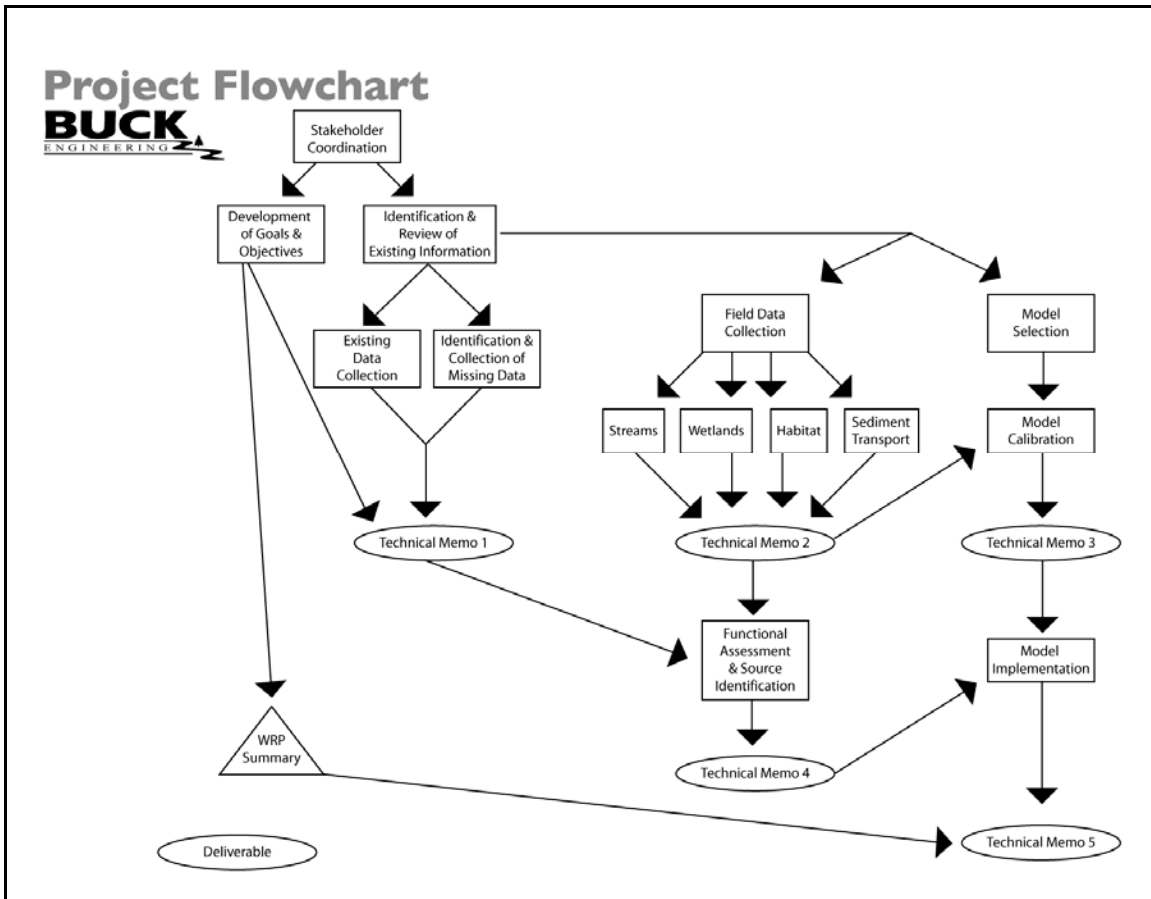 Project Flowchart
BUCK
ENGINEERING
Stakeholder
Coordination
Development
of Goals &
Objectives
Identification &
Review of
Existing Information
Existing
Data
Collection
Identification &
Collection of
Missing Data
Field Data
Collection
Model
Selection
Streams
Wetlands
Habitat
Sediment
Transport
Model
Calibration
Technical Memo 1
Technical Memo 2
Technical Memo 3
Functional
Assessment
& Source
Identification
Model
Implementation
WRP
Summary
Technical Memo 4
Deliverable
Technical Memo 5